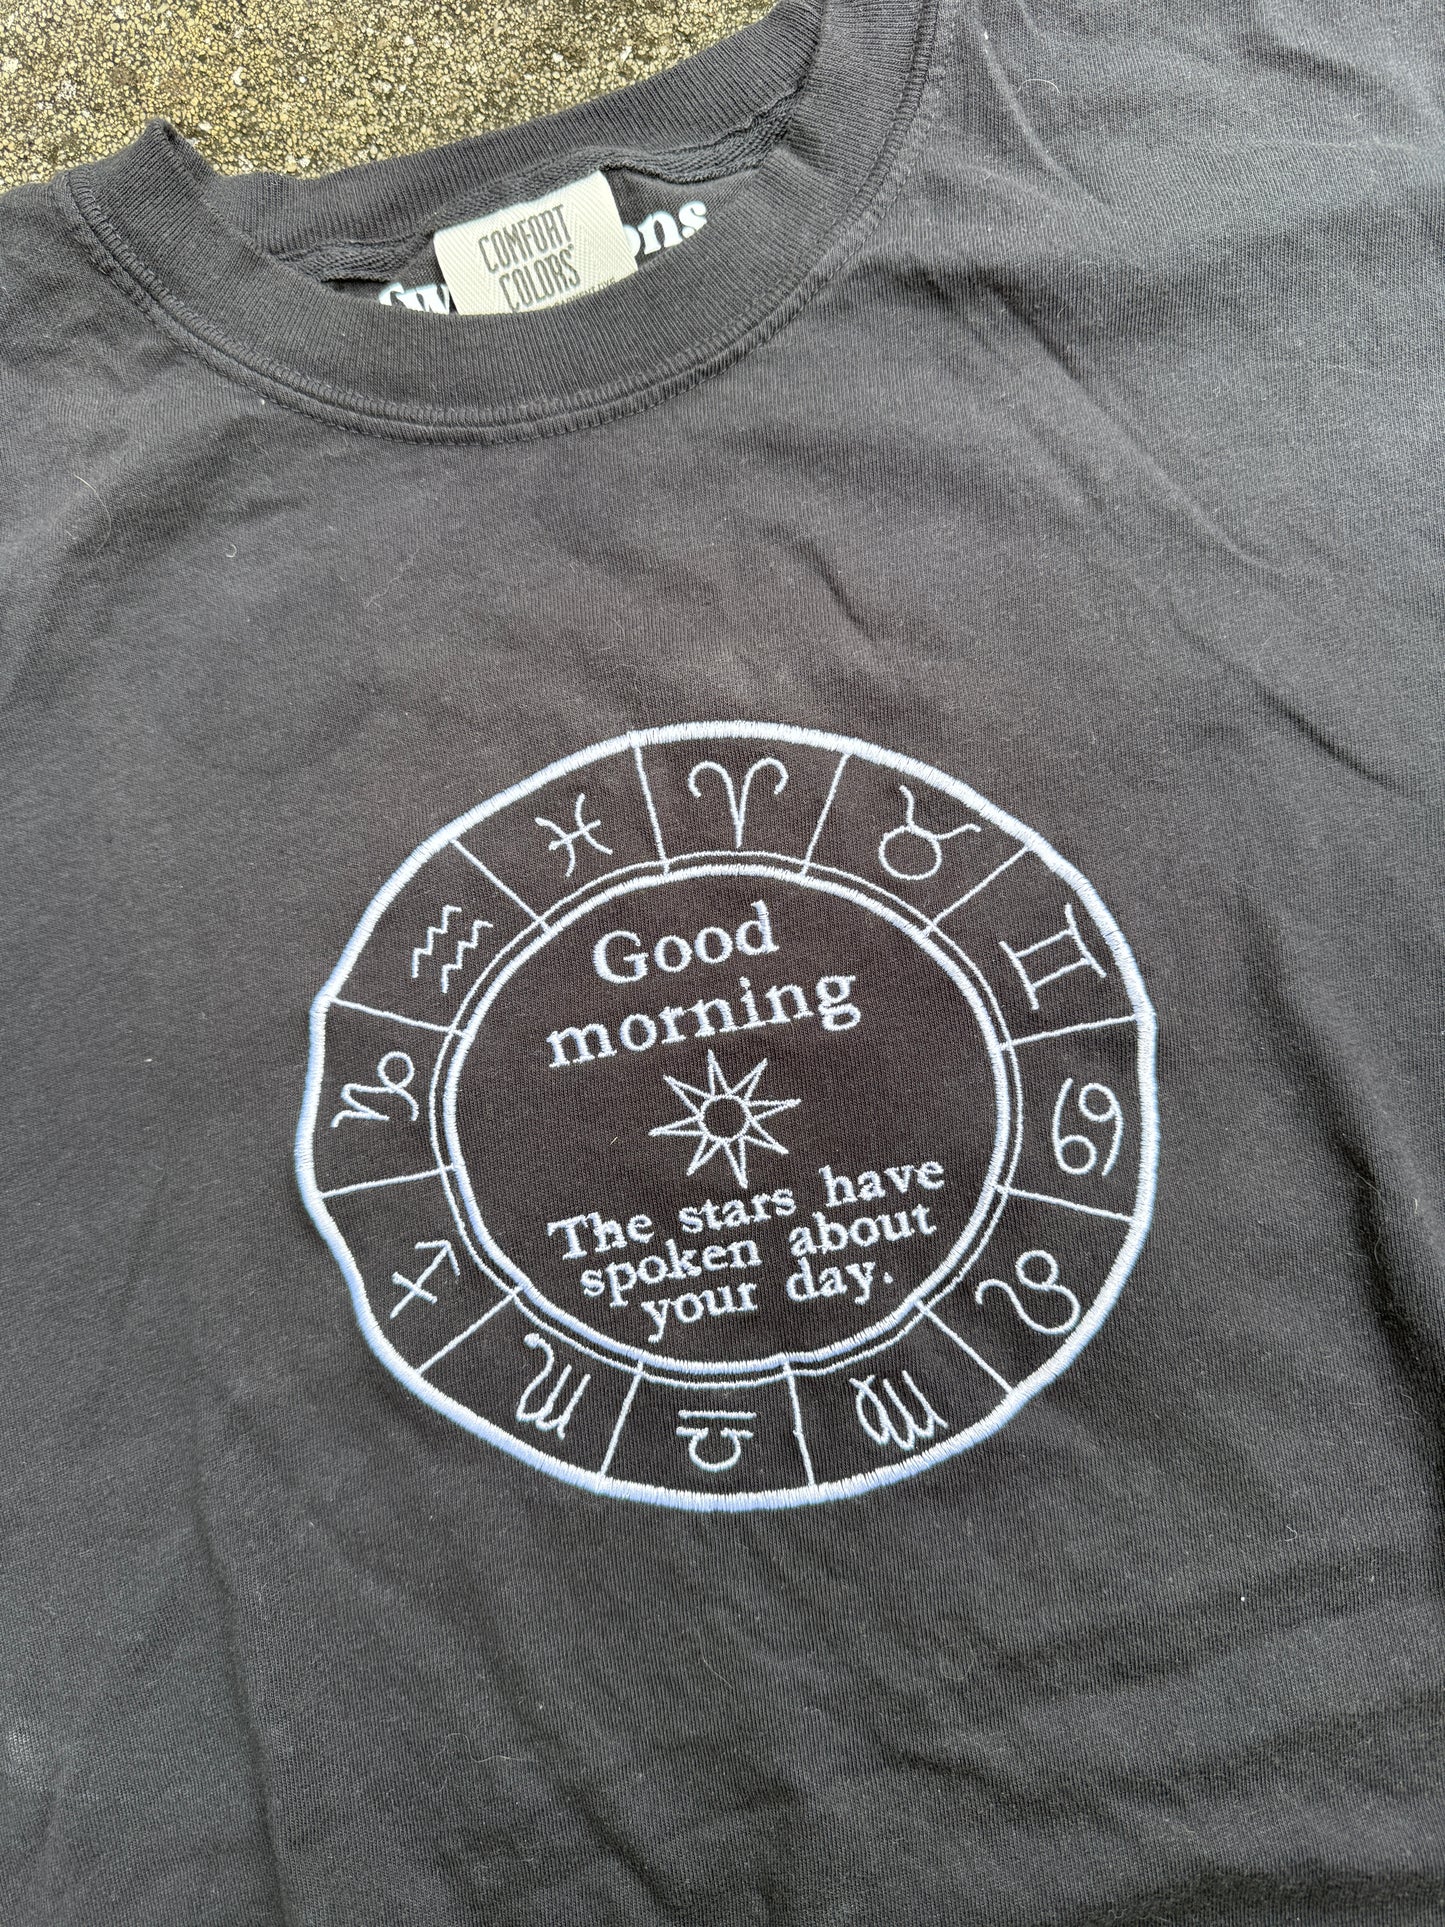 COMFORT
COLORS
Good
morning
The stars have
spoken about
your day.